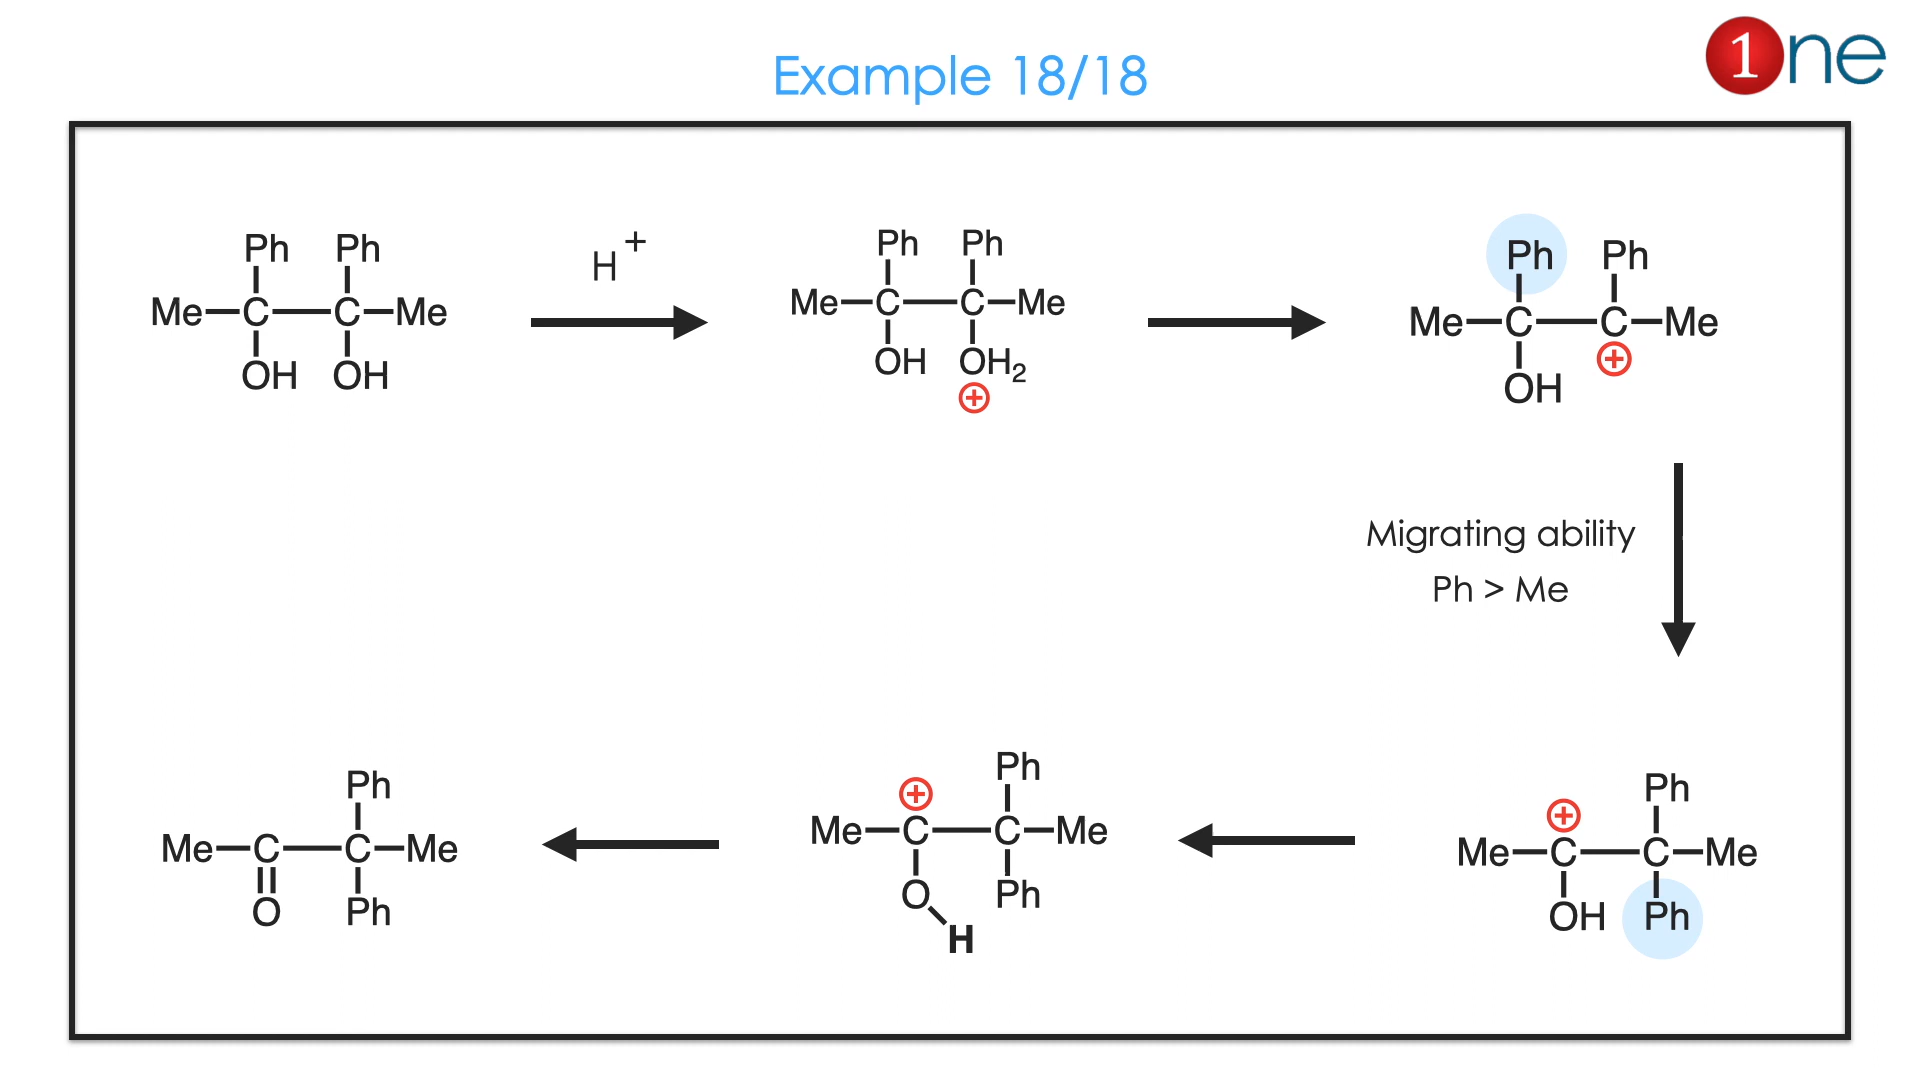 1ne
Example 18/18
Ph Ph
Me C C Me
OH OH
H +
Ph Ph
Me C C Me
OH OH2
+
Ph Ph
Me C C Me
+
OH
Migrating ability
Ph > Me
Ph
Me C C Me
O Ph
+ Ph
Me C C Me
O Ph
H
+ Ph
Me C C Me
OH Ph